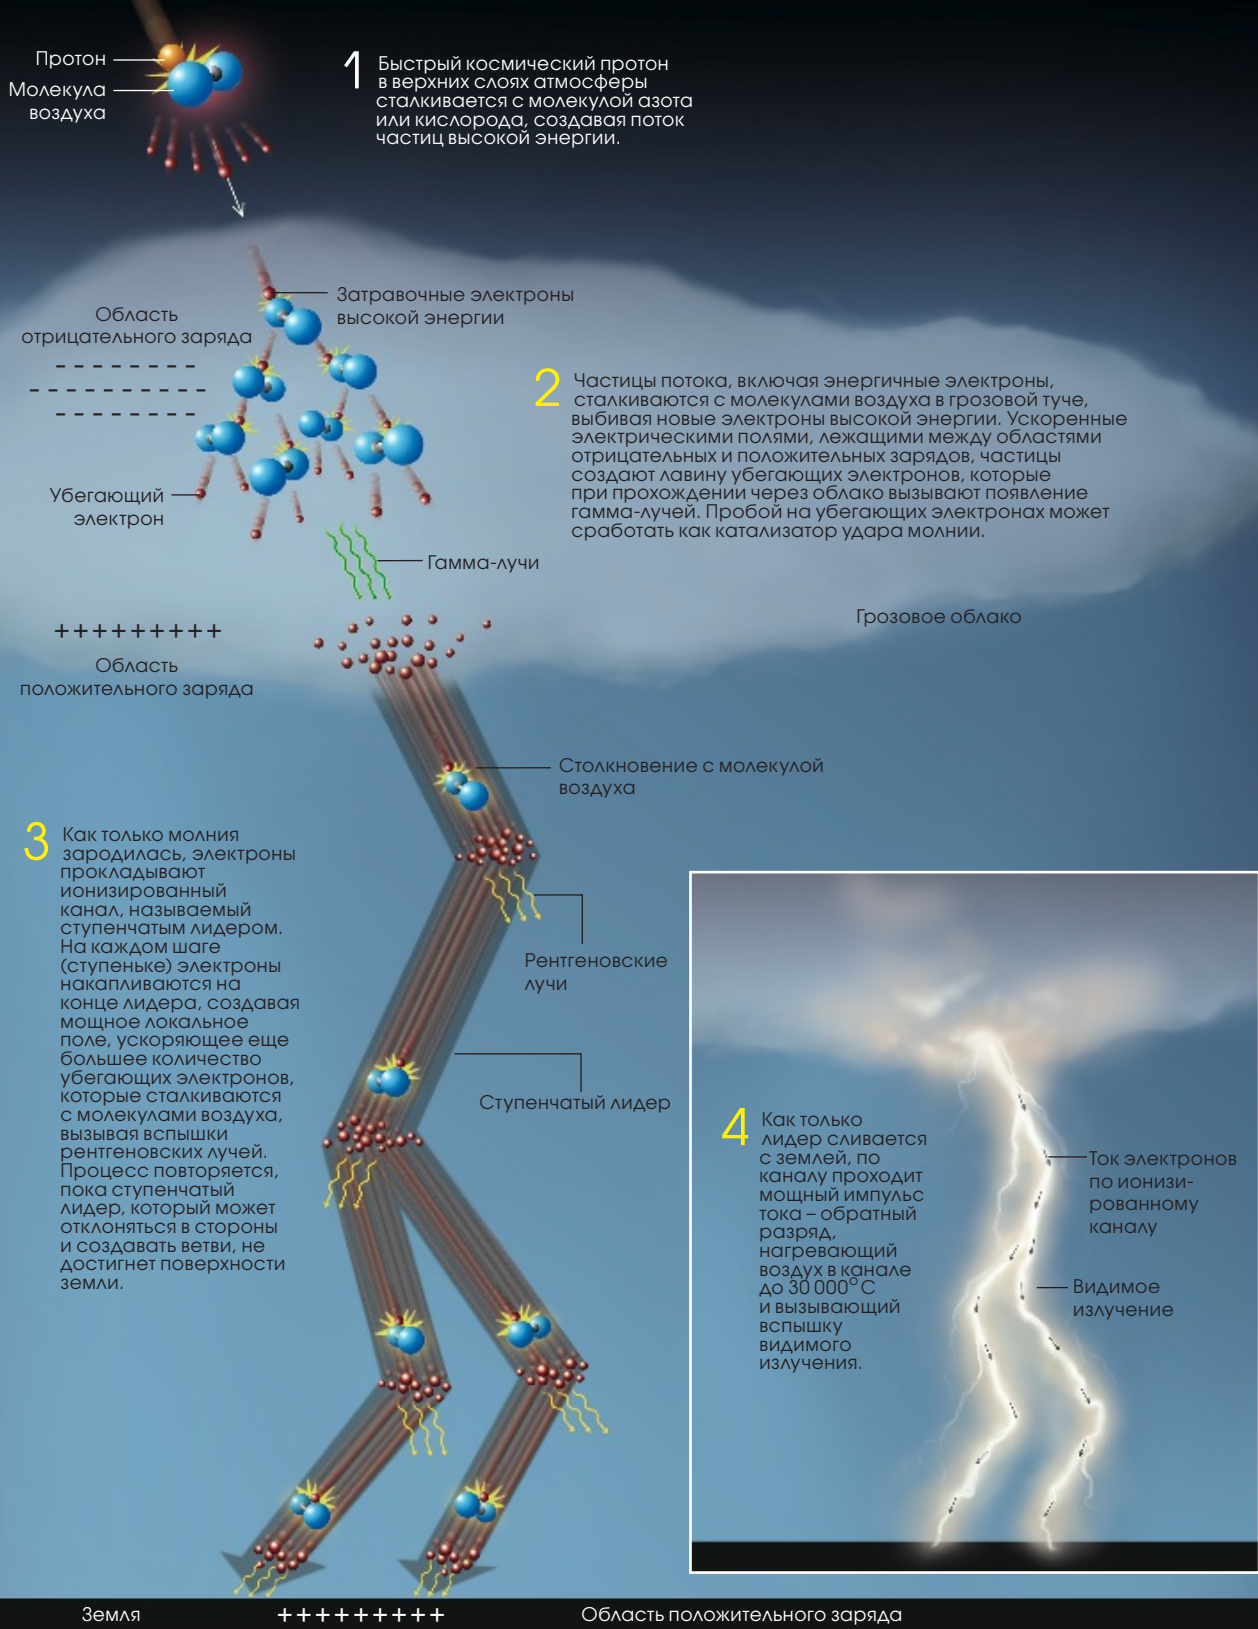 Протон
Молекула
воздуха
1
Быстрый космический протон
в верхних слоях атмосферы
сталкивается с молекулой азота
или кислорода, создавая поток
частиц высокой энергии.
Затравочные электроны
высокой энергии
Область
отрицательного заряда
- - - - - - - -
- - - - - - - - - -
- - - - - - - -
2
Частицы потока, включая энергичные электроны,
сталкиваются с молекулами воздуха в грозовой туче,
выбивая новые электроны высокой энергии. Ускоренные
электрическими полями, лежащими между областями
отрицательных и положительных зарядов, частицы
создают лавину убегающих электронов, которые
при прохождении через облако вызывают появление
гамма-лучей. Пробой на убегающих электронах может
сработать как катализатор удара молнии.
Убегающий
электрон
Гамма-лучи
Грозовое облако
+++++++++
Область
положительного заряда
Столкновение с молекулой
воздуха
3
Как только молния
зародилась, электроны
прокладывают
ионизированный
канал, называемый
ступенчатым лидером.
На каждом шаге
(ступеньке) электроны
накапливаются на
конце лидера, создавая
мощное локальное
поле, ускоряющее еще
большее количество
убегающих электронов,
которые сталкиваются
с молекулами воздуха,
вызывая вспышки
рентгеновских лучей.
Процесс повторяется,
пока ступенчатый
лидер, который может
отклоняться в стороны
и создавать ветви, не
достигнет поверхности
земли.
Рентгеновские
лучи
Ступенчатый лидер
4
Как только
лидер сливается
с землей, по
каналу проходит
мощный импульс
тока – обратный
разряд,
нагревающий
воздух в канале
до 30 000° С
и вызывающий
вспышку
видимого
излучения.
Ток электронов
по ионизи-
рованному
каналу
Видимое
излучение
Земля
+++++++++
Область положительного заряда